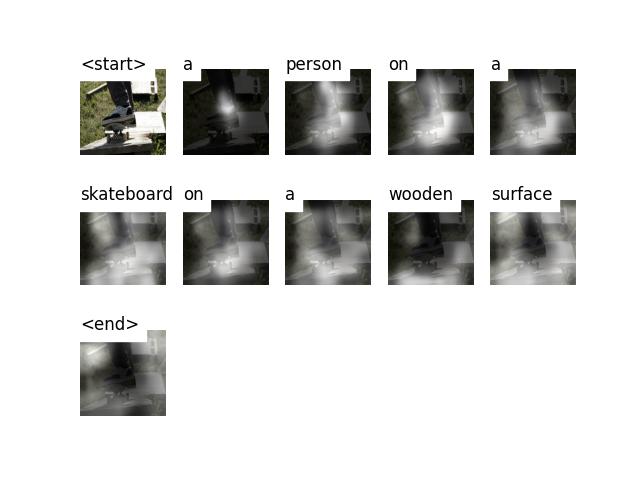 <start> a person on a
skateboard on a wooden surface
<end>